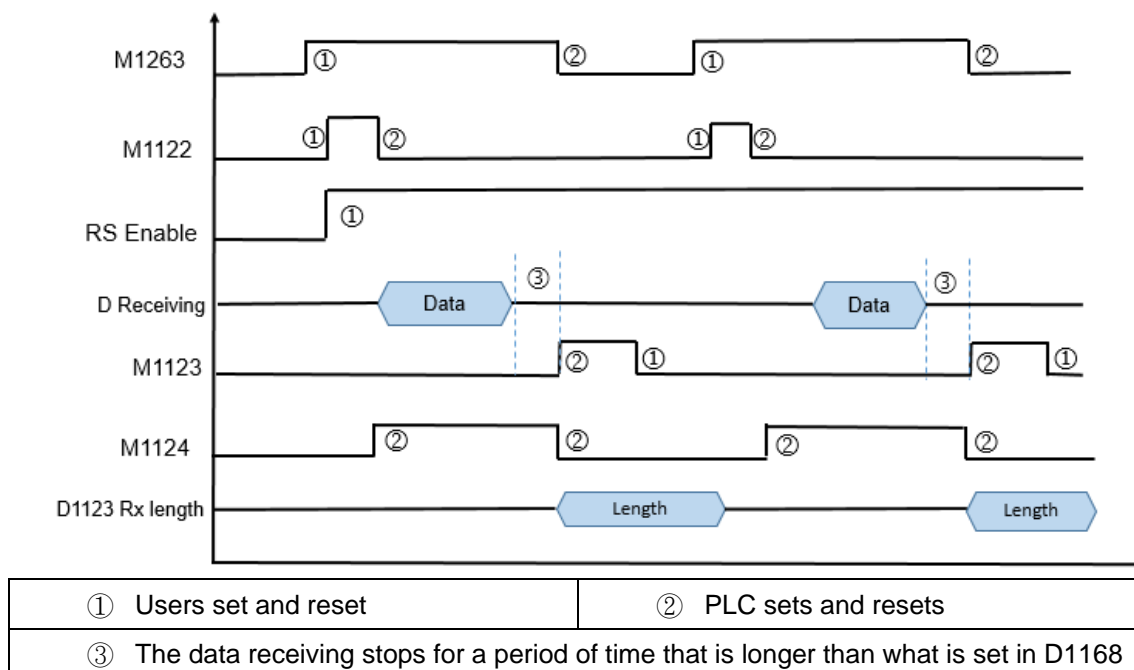 M1263 ① ② ① ②
M1122 ① ② ① ②
RS Enable ①
D Receiving Data ③ Data ③
M1123 ② ① ② ①
M1124 ② ② ② ②
D1123 Rx length Length Length
① Users set and reset ② PLC sets and resets
③ The data receiving stops for a period of time that is longer than what is set in D1168